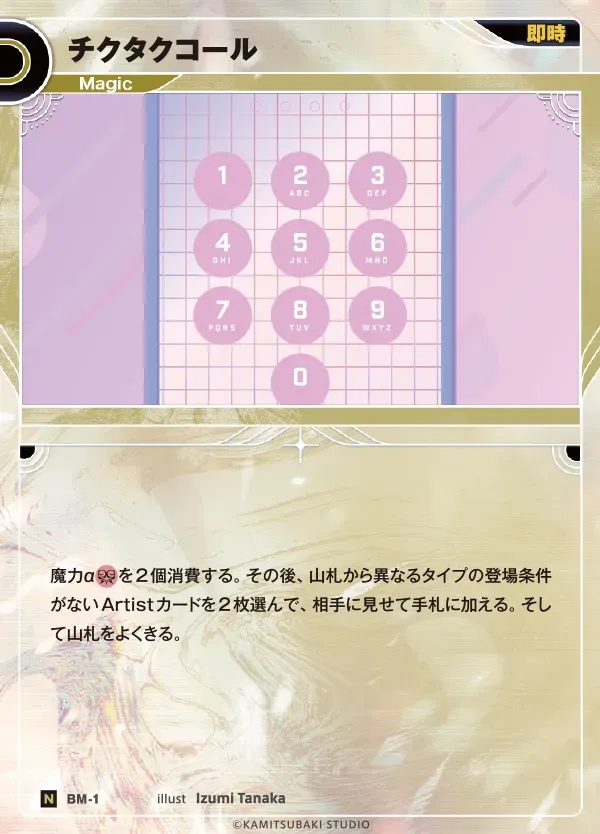 チクタクコール
即時
Magic
1
2
ABC
3
DEF
4
GHI
5
JKL
6
MNO
7
PQRS
8
TUV
9
WXYZ
0
魔力αを2個消費する。その後、山札から異なるタイプの登場条件
がないArtistカードを2枚選んで、相手に見せて手札に加える。そし
て山札をよくきる。
N BM-1 illust Izumi Tanaka
©KAMITSUBAKI STUDIO